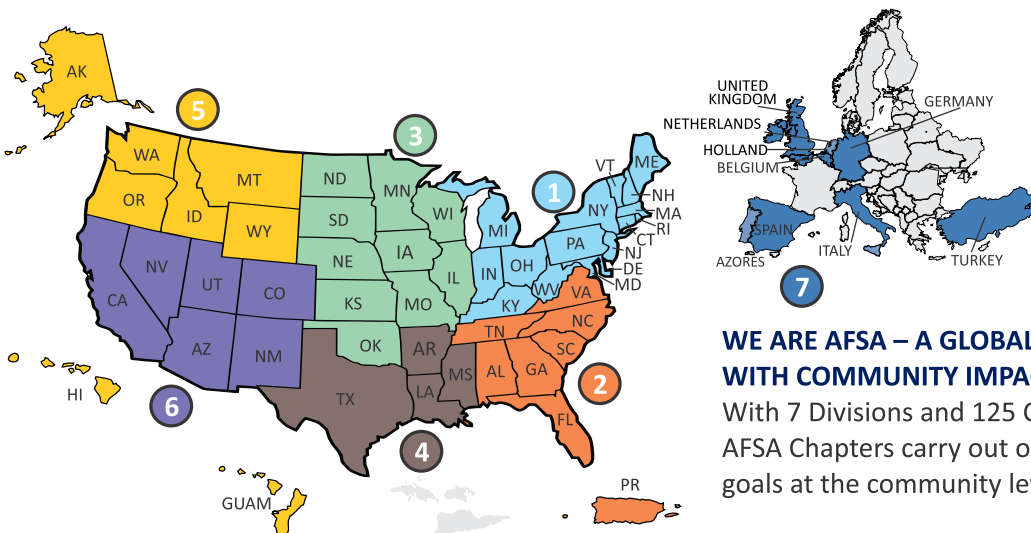 AK
5
3
1
WA
OR
ID
MT
WY
ND
SD
NE
KS
OK
MN
IA
MO
WI
IL
MI
IN
OH
KY
WV
PA
NY
VT
ME
NH
MA
RI
CT
NJ
DE
MD
VA
NC
TN
SC
AL
GA
FL
2
CA
NV
UT
CO
AZ
NM
6
TX
AR
LA
MS
4
HI
GUAM
PR
UNITED
KINGDOM
NETHERLANDS
HOLLAND
BELGIUM
GERMANY
SPAIN
AZORES
ITALY
TURKEY
7
WE ARE AFSA – A GLOBAL
WITH COMMUNITY
With 7 Divisions and 125
AFSA Chapters carry out
goals at the community